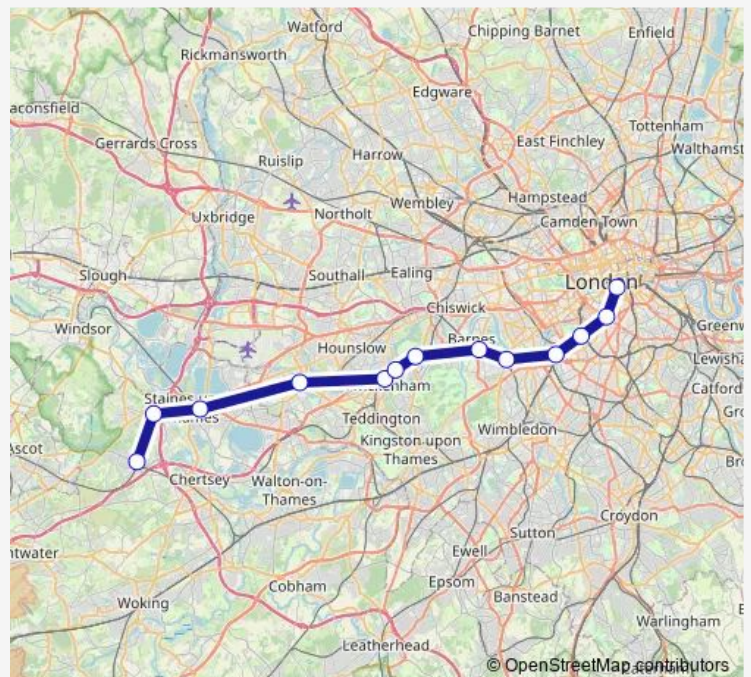 Watford
Chipping Barnet
Enfield
Rickmansworth
Edgware
aconsfield
Tottenham
Gerrards Cross
East Finchley
Walthamst
Ruislip
Harrow
Hampstead
Wembley
Uxbridge
Northolt
Camden Town
Slough
Southall
Ealing
London
Chiswick
Windsor
Greenw
Hounslow
Barnes
Lewisha
Catford
Staines
Teddington
Gro
Ascot
Kingston upon
Thames
Wimbledon
Bro
Chertsey
Walton-on-
Thames
Croydon
Sutton
ntwater
Ewell
Epsom
Cobham
Banstead
Woking
Warlingham
Leatherhead
© OpenStreetMap contributors